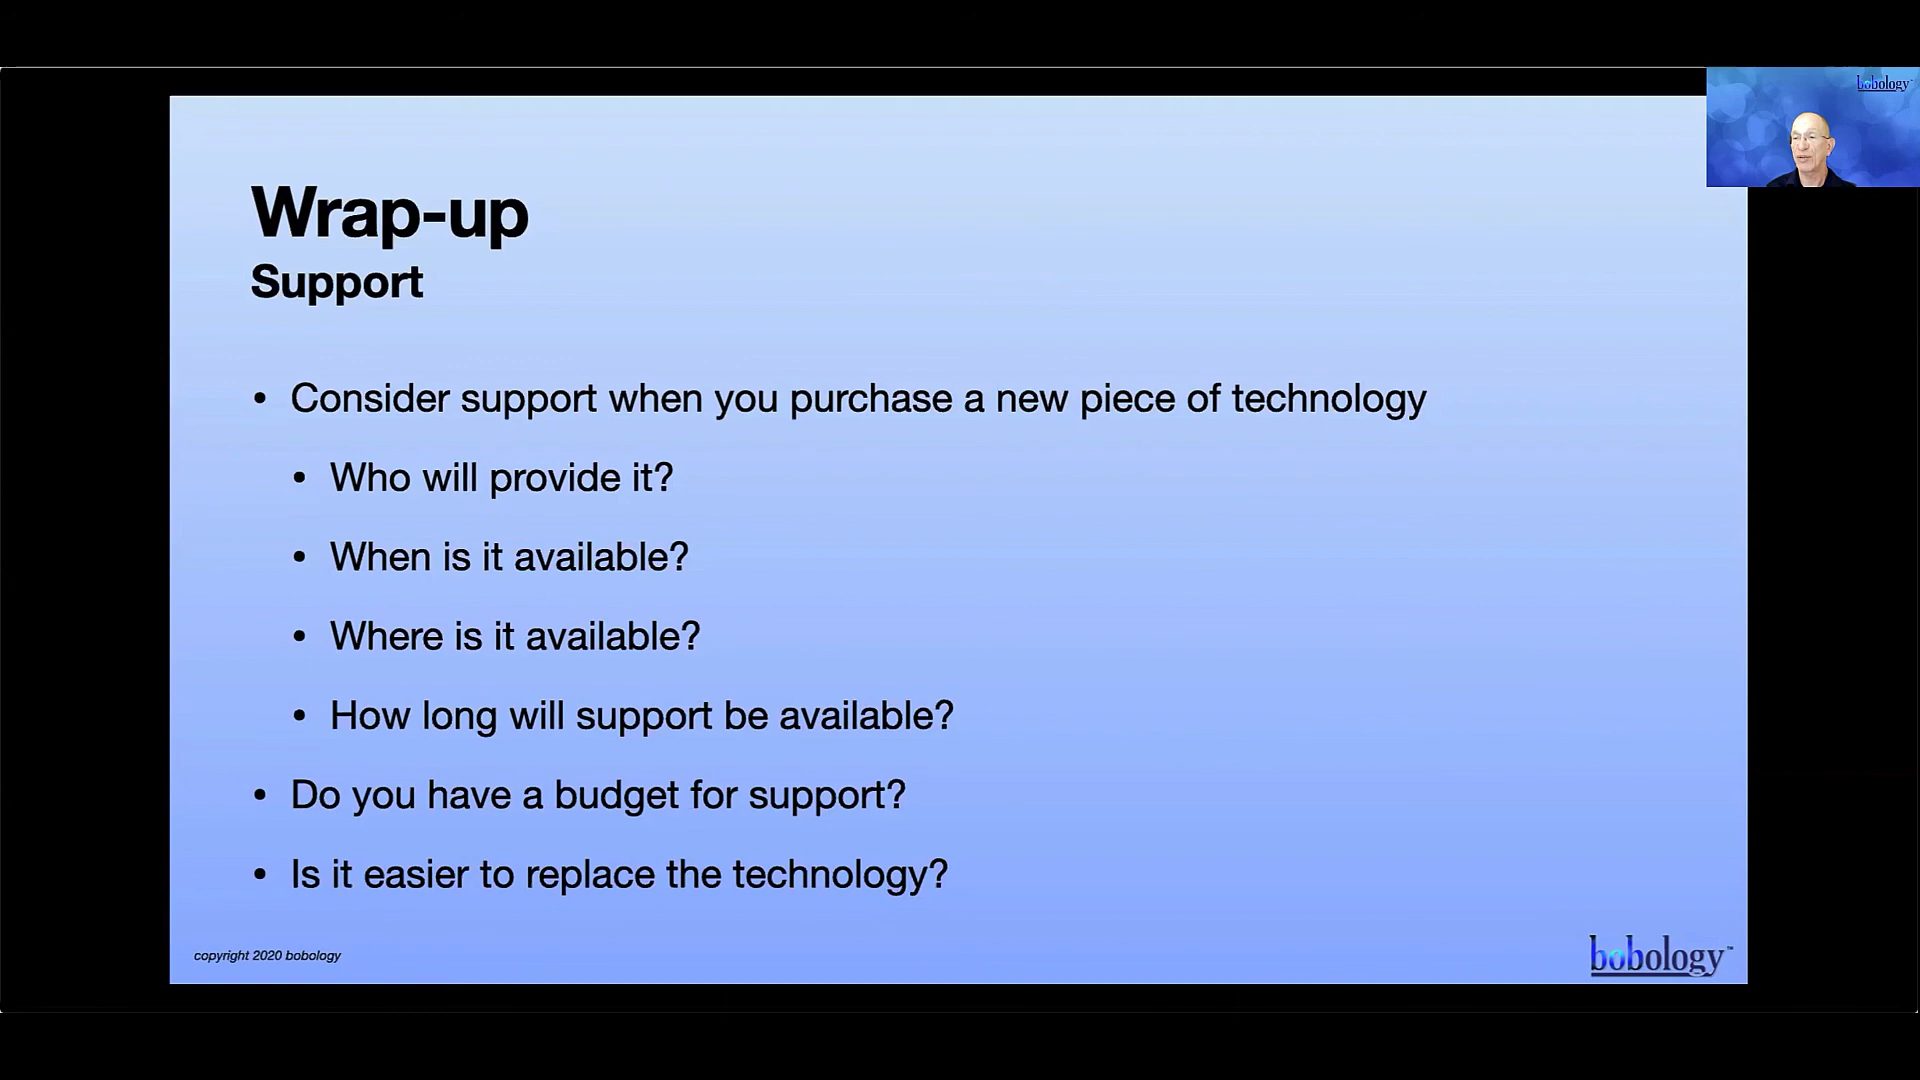 bobology
Wrap-up
Support
• Consider support when you purchase a new piece of technology
• Who will provide it?
• When is it available?
• Where is it available?
• How long will support be available?
• Do you have a budget for support?
• Is it easier to replace the technology?
copyright 2020 bobology
bobology™